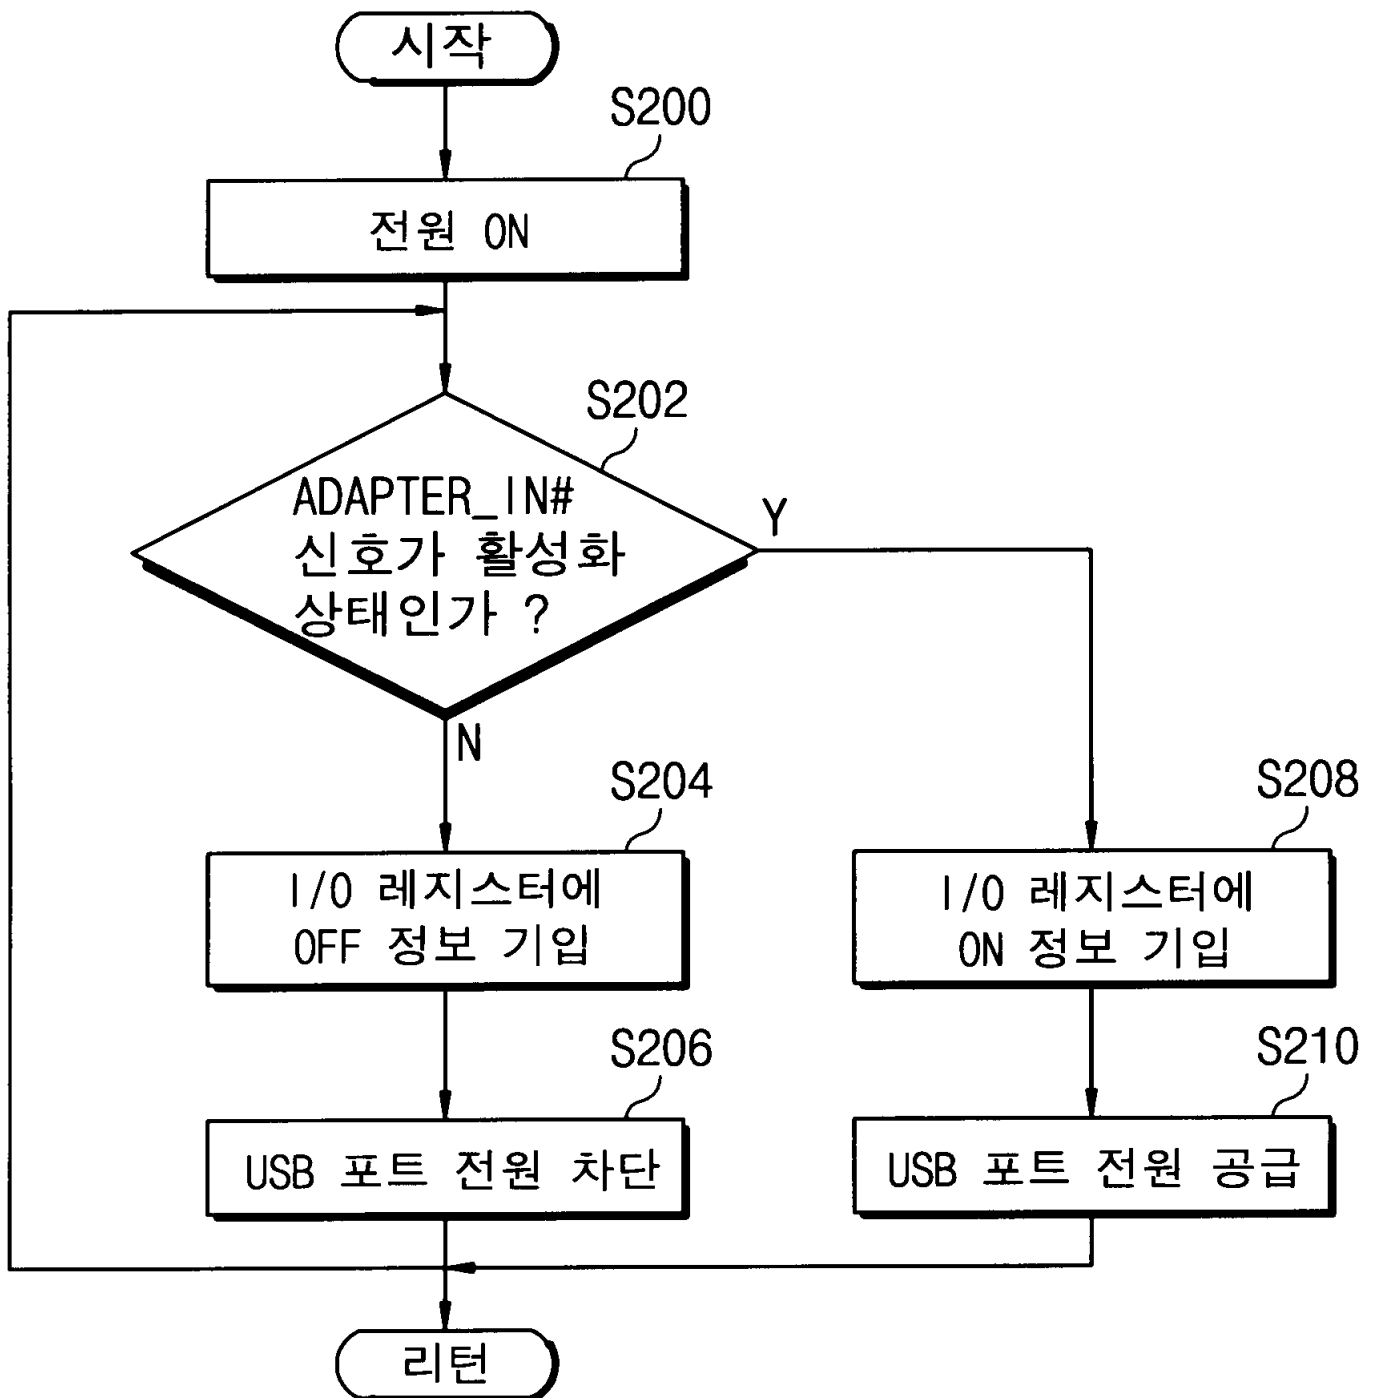 시작
S200
전원 ON
S202
ADAPTER_IN#
신호가 활성화
상태인가 ?
Y
N
S204
I/O 레지스터에
OFF 정보 기입
S208
I/O 레지스터에
ON 정보 기입
S206
USB 포트 전원 차단
S210
USB 포트 전원 공급
리턴